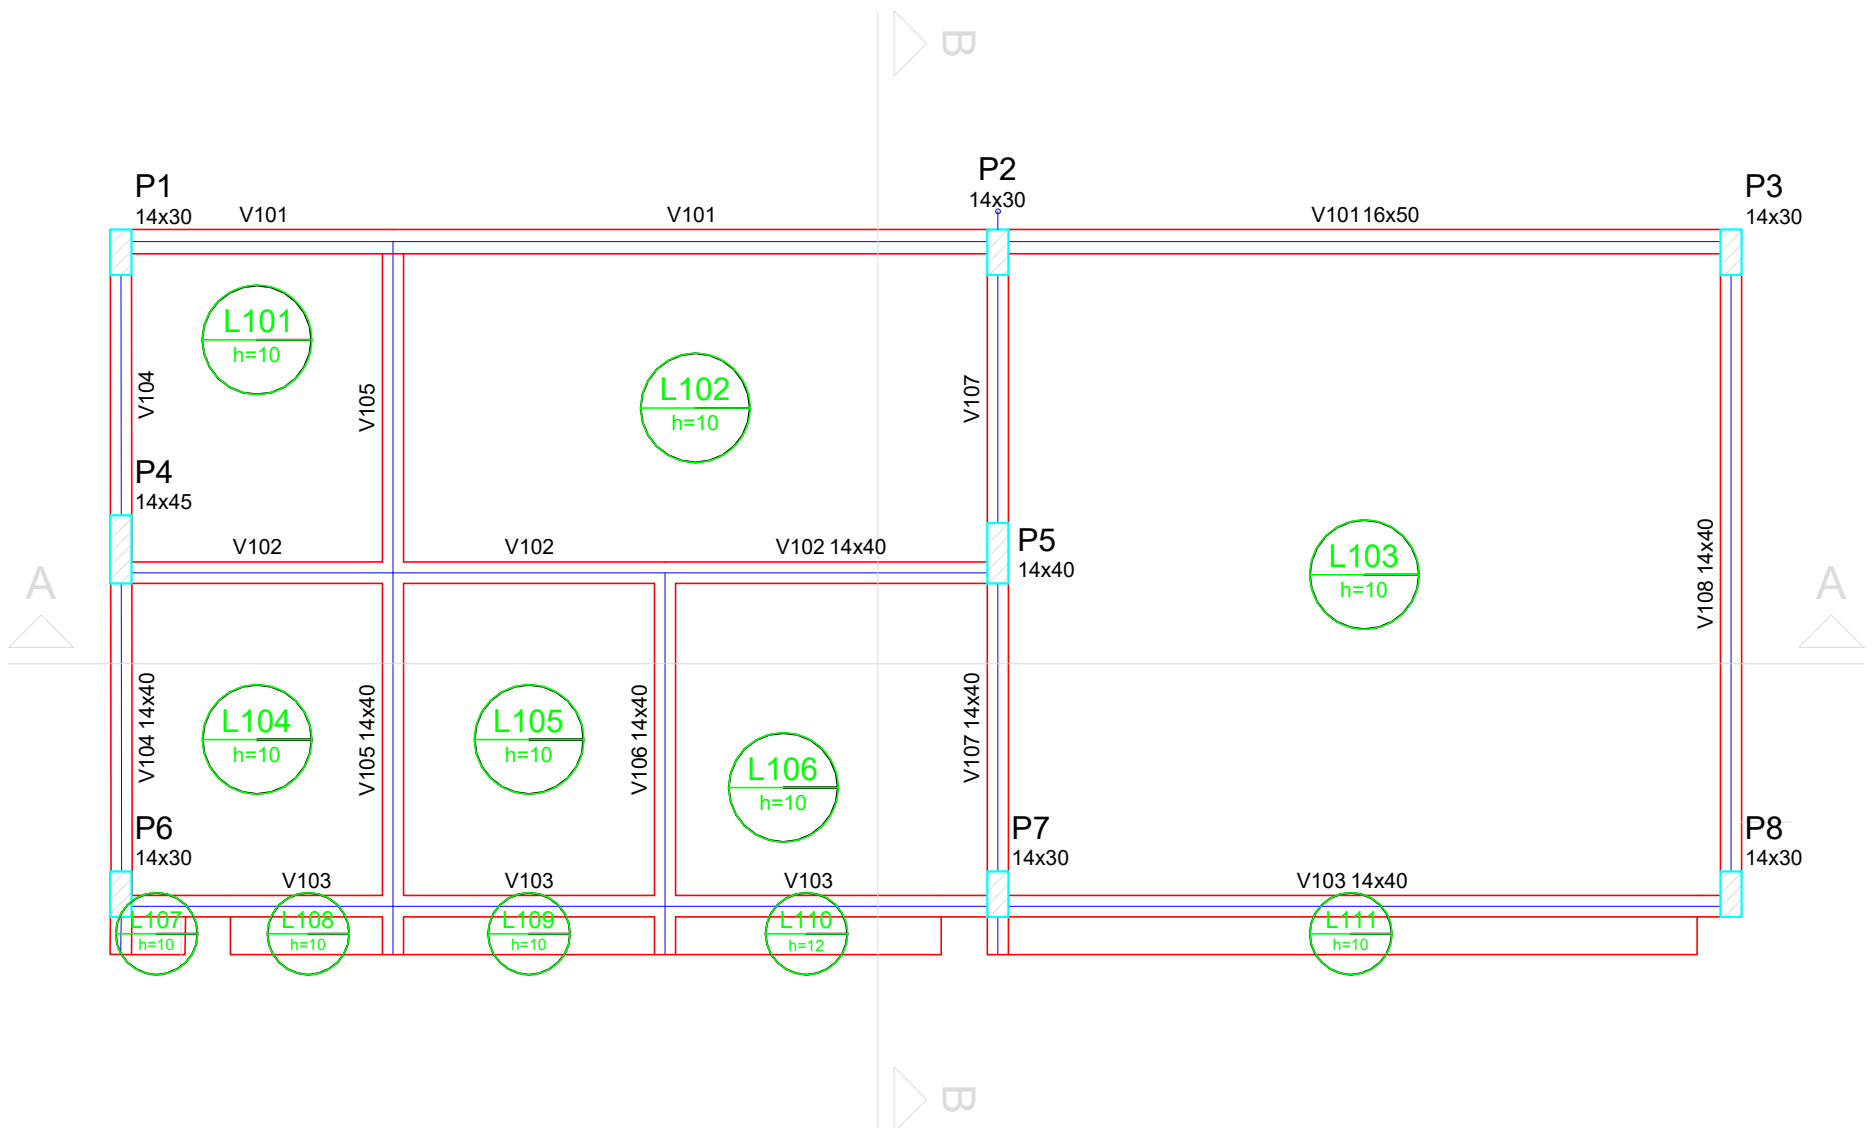 B
P1
14x30
V101
V101
P2
14x30
V101 16x50
P3
14x30
L101
h=10
V104
V105
L102
h=10
V107
P4
14x45
V102
V102
V102 14x40
P5
14x40
L103
h=10
V108 14x40
A
A
V104 14x40
L104
h=10
V105 14x40
L105
h=10
V106 14x40
L106
h=10
V107 14x40
P6
14x30
P7
14x30
P8
14x30
V103
V103
V103
V103 14x40
L107
h=10
L108
h=10
L109
h=10
L110
h=12
L111
h=10
B